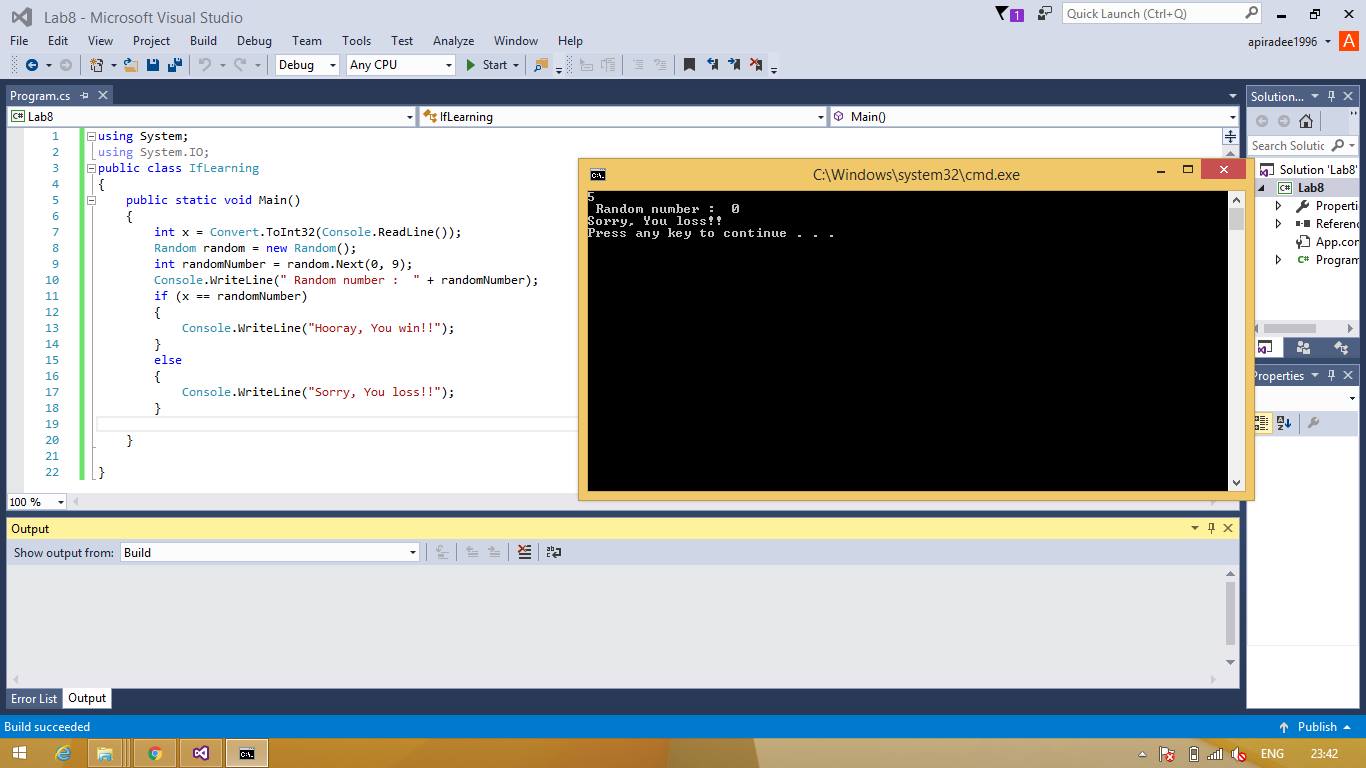 Lab8 - Microsoft Visual Studio
1
Quick Launch (Ctrl+Q)
File Edit View Project Build Debug Team Tools Test Analyze Window Help
apiradee1996
A
Debug Any CPU Start
Program.cs
Lab8 IfLearning Main()
1 using System;
2 using System.IO;
3 public class IfLearning
4 {
5 public static void Main()
6 {
7 int x = Convert.ToInt32(Console.ReadLine());
8 Random random = new Random();
9 int randomNumber = random.Next(0, 9);
10 Console.WriteLine(" Random number :  " + randomNumber);
11 if (x == randomNumber)
12 {
13 Console.WriteLine("Hooray, You win!!");
14 }
15 else
16 {
17 Console.WriteLine("Sorry, You loss!!");
18 }
19
20 }
21
22 }
100 %
C:\Windows\system32\cmd.exe
5
Random number :  0
Sorry, You loss!!
Press any key to continue . . .
Solution...
Search Solutic
Solution 'Lab8'
C# Lab8
Properti
Referenc
App.con
C# Program
Properties
Output
Show output from: Build
Error List Output
Build succeeded
Publish
ENG 23:42